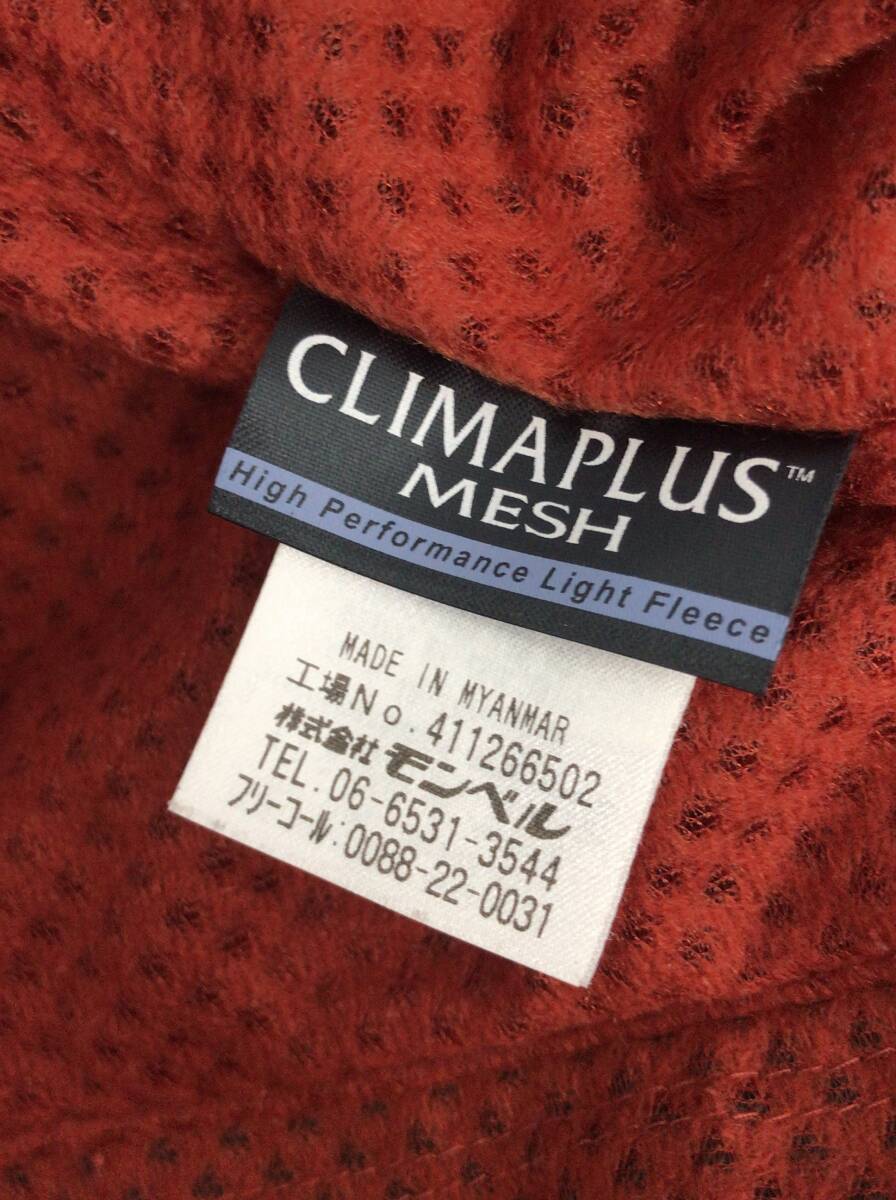 CLIMAPLUS™
MESH
High Performance Light Fleece
MADE IN MYANMAR
工場No.411266502
株式会社 モンベル
TEL.06-6531-3544
フリーコール:0088-22-0031